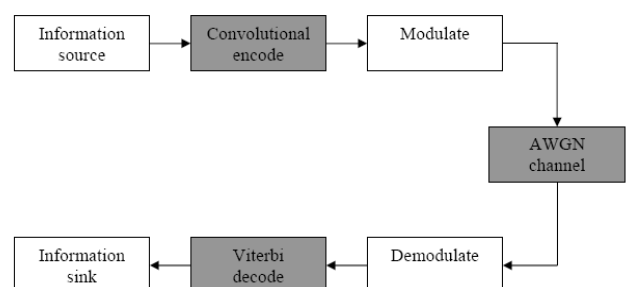 Information
source
Convolutional
encode
Modulate
AWGN
channel
Demodulate
Viterbi
decode
Information
sink